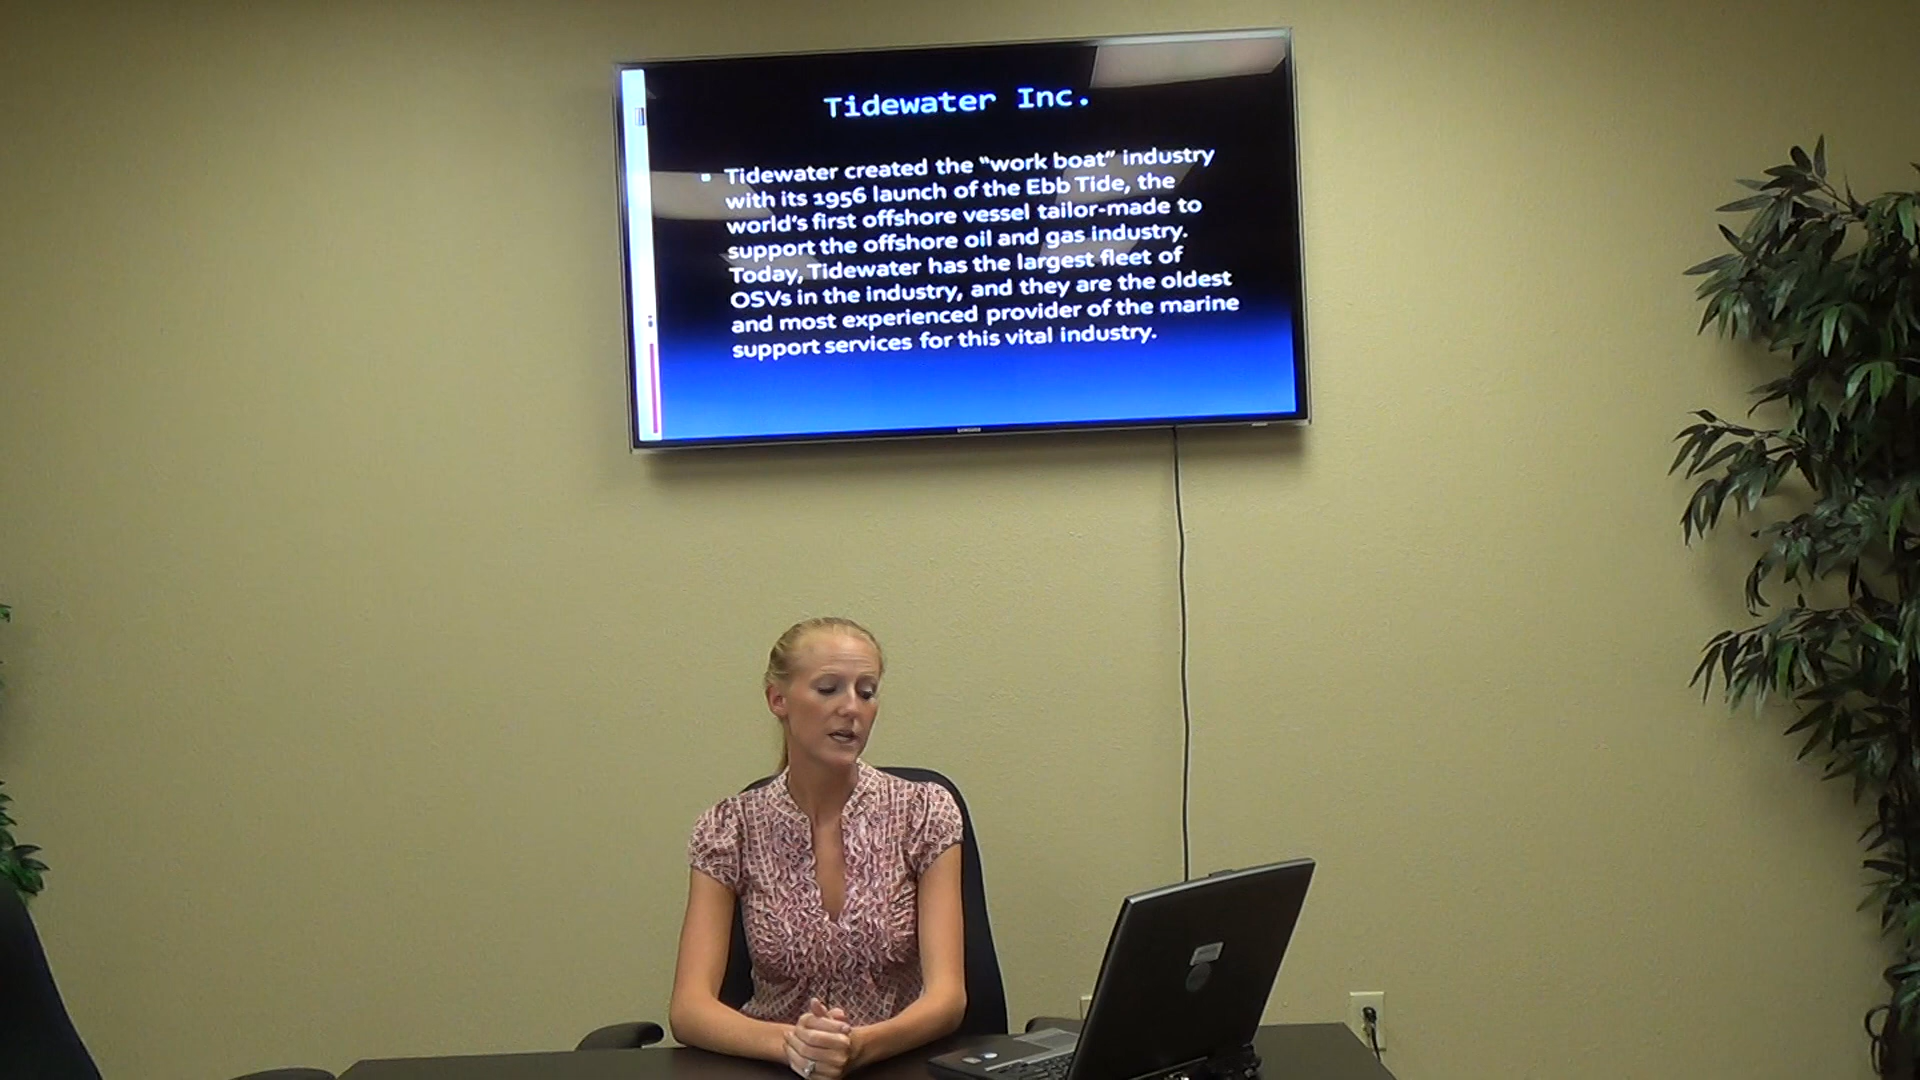 Tidewater Inc.
▪ Tidewater created the "work boat" industry
with its 1956 launch of the Ebb Tide, the
world's first offshore vessel tailor-made to
support the offshore oil and gas industry.
Today, Tidewater has the largest fleet of
OSVs in the industry, and they are the oldest
and most experienced provider of the marine
support services for this vital industry.
SAMSUNG